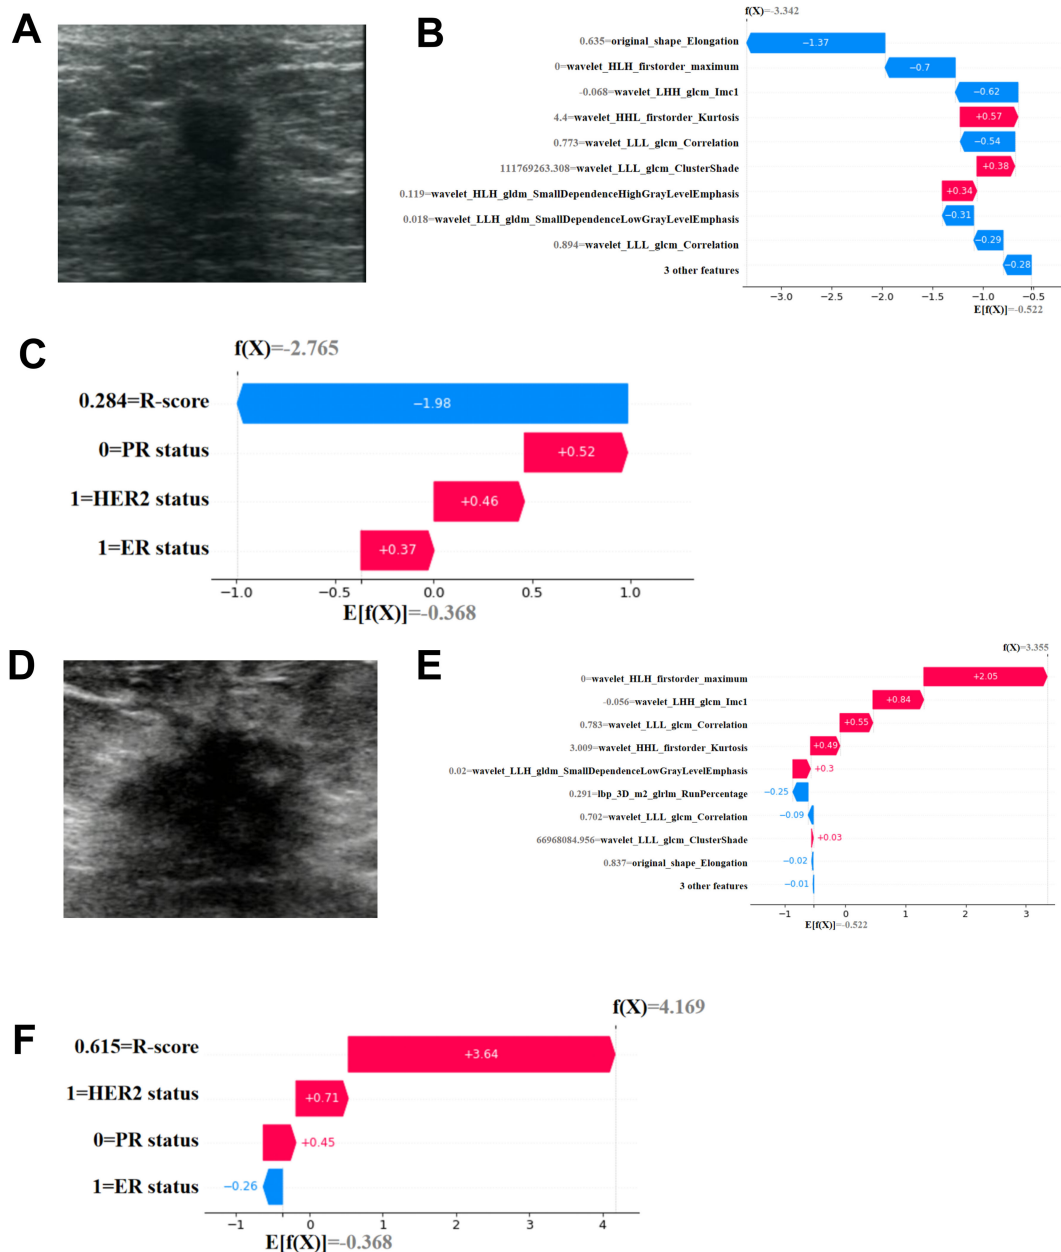 A
B
f(X)=-3.342
0.635=original_shape_Elongation
−1.37
0=wavelet_HLH_firstorder_maximum
−0.7
-0.068=wavelet_LHH_glcm_Imc1
−0.62
4.4=wavelet_HHL_firstorder_Kurtosis
+0.57
0.773=wavelet_LLL_glcm_Correlation
−0.54
111769263.308=wavelet_LLL_glcm_ClusterShade
+0.38
0.119=wavelet_HLH_gldm_SmallDependenceHighGrayLevelEmphasis
+0.34
0.018=wavelet_LLH_gldm_SmallDependenceLowGrayLevelEmphasis
−0.31
0.894=wavelet_LLL_glcm_Correlation
−0.29
3 other features
−0.28
−3.0 −2.5 −2.0 −1.5 −1.0 −0.5
E[f(X)]=-0.522
C
f(X)=-2.765
0.284=R-score
−1.98
0=PR status
+0.52
1=HER2 status
+0.46
1=ER status
+0.37
−1.0 −0.5 0.0 0.5 1.0
E[f(X)]=-0.368
D
E
f(X)=3.355
0=wavelet_HLH_firstorder_maximum
+2.05
-0.056=wavelet_LHH_glcm_Imc1
+0.84
0.783=wavelet_LLL_glcm_Correlation
+0.55
3.009=wavelet_HHL_firstorder_Kurtosis
+0.49
0.02=wavelet_LLH_gldm_SmallDependenceLowGrayLevelEmphasis
+0.3
0.291=lbp_3D_m2_glrlm_RunPercentage
−0.25
0.702=wavelet_LLL_glcm_Correlation
−0.09
66968084.956=wavelet_LLL_glcm_ClusterShade
+0.03
0.837=original_shape_Elongation
−0.02
3 other features
−0.01
−1 0 1 2 3
E[f(X)]=-0.522
F
f(X)=4.169
0.615=R-score
+3.64
1=HER2 status
+0.71
0=PR status
+0.45
1=ER status
−0.26
−1 0 1 2 3 4
E[f(X)]=-0.368